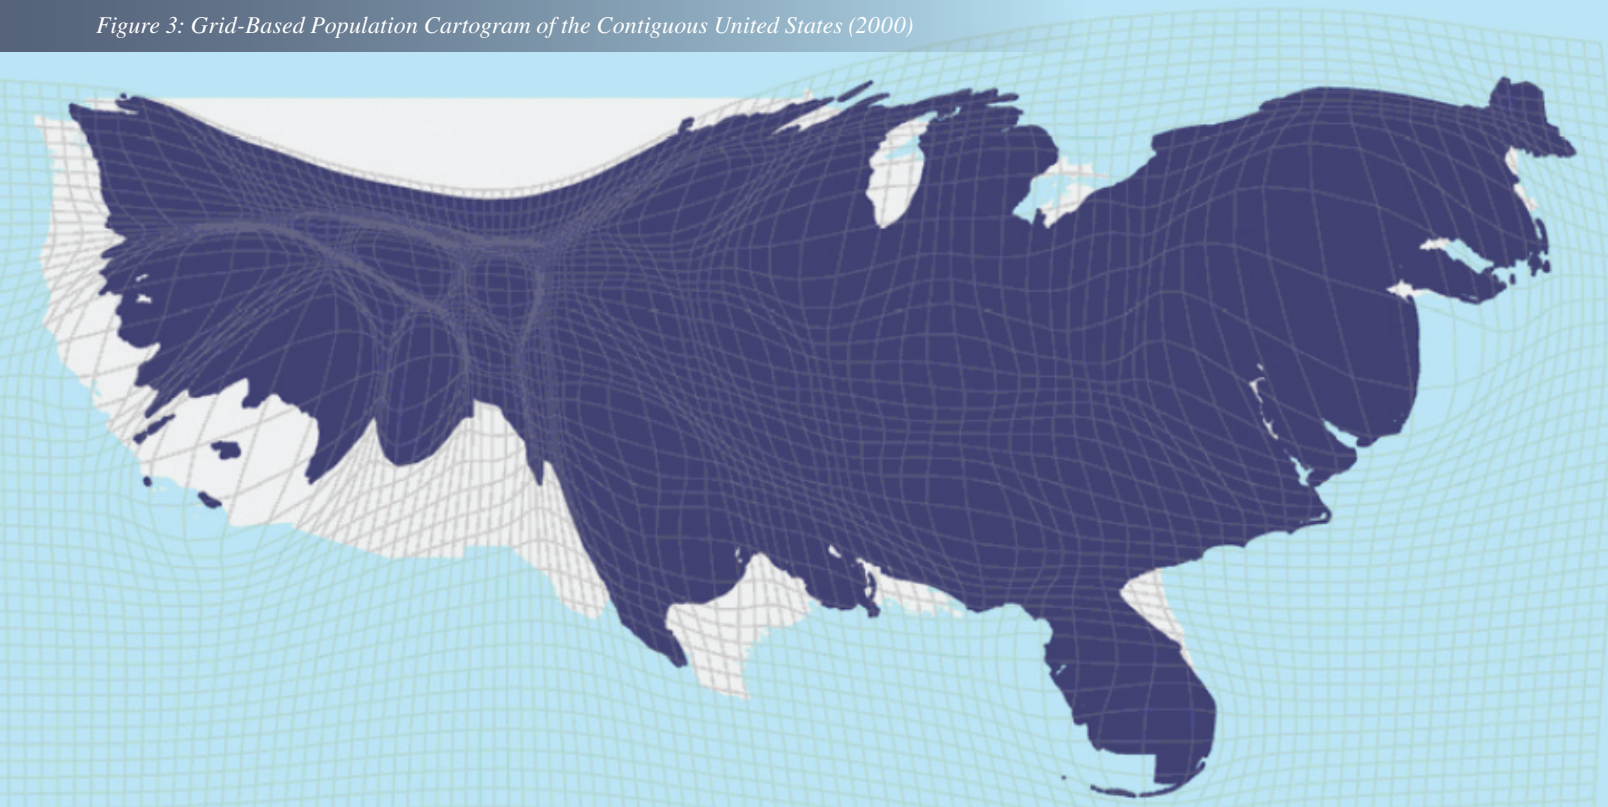 Figure 3: Grid-Based Population Cartogram of the Contiguous United States (2000)